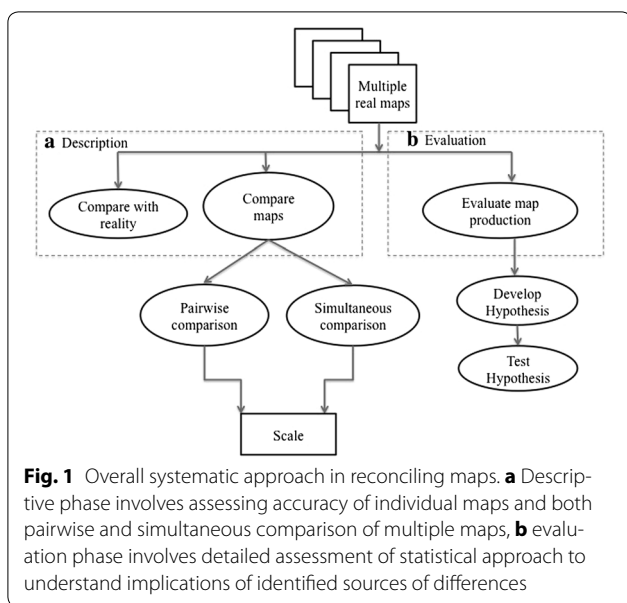 Multiple
real maps
a Description
b Evaluation
Compare with
reality
Compare
maps
Evaluate map
production
Pairwise
comparison
Simultaneous
comparison
Develop
Hypothesis
Test
Hypothesis
Scale
Fig. 1 Overall systematic approach in reconciling maps. a Descrip-
tive phase involves assessing accuracy of individual maps and both
pairwise and simultaneous comparison of multiple maps, b evalu-
ation phase involves detailed assessment of statistical approach to
understand implications of identified sources of differences